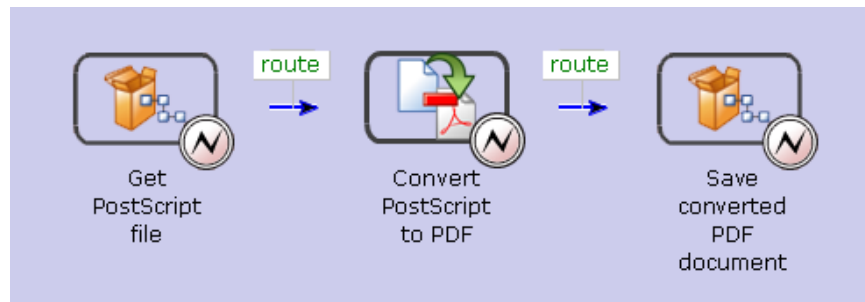 route
route
Get
PostScript
file
Convert
PostScript
to PDF
Save
converted
PDF
document